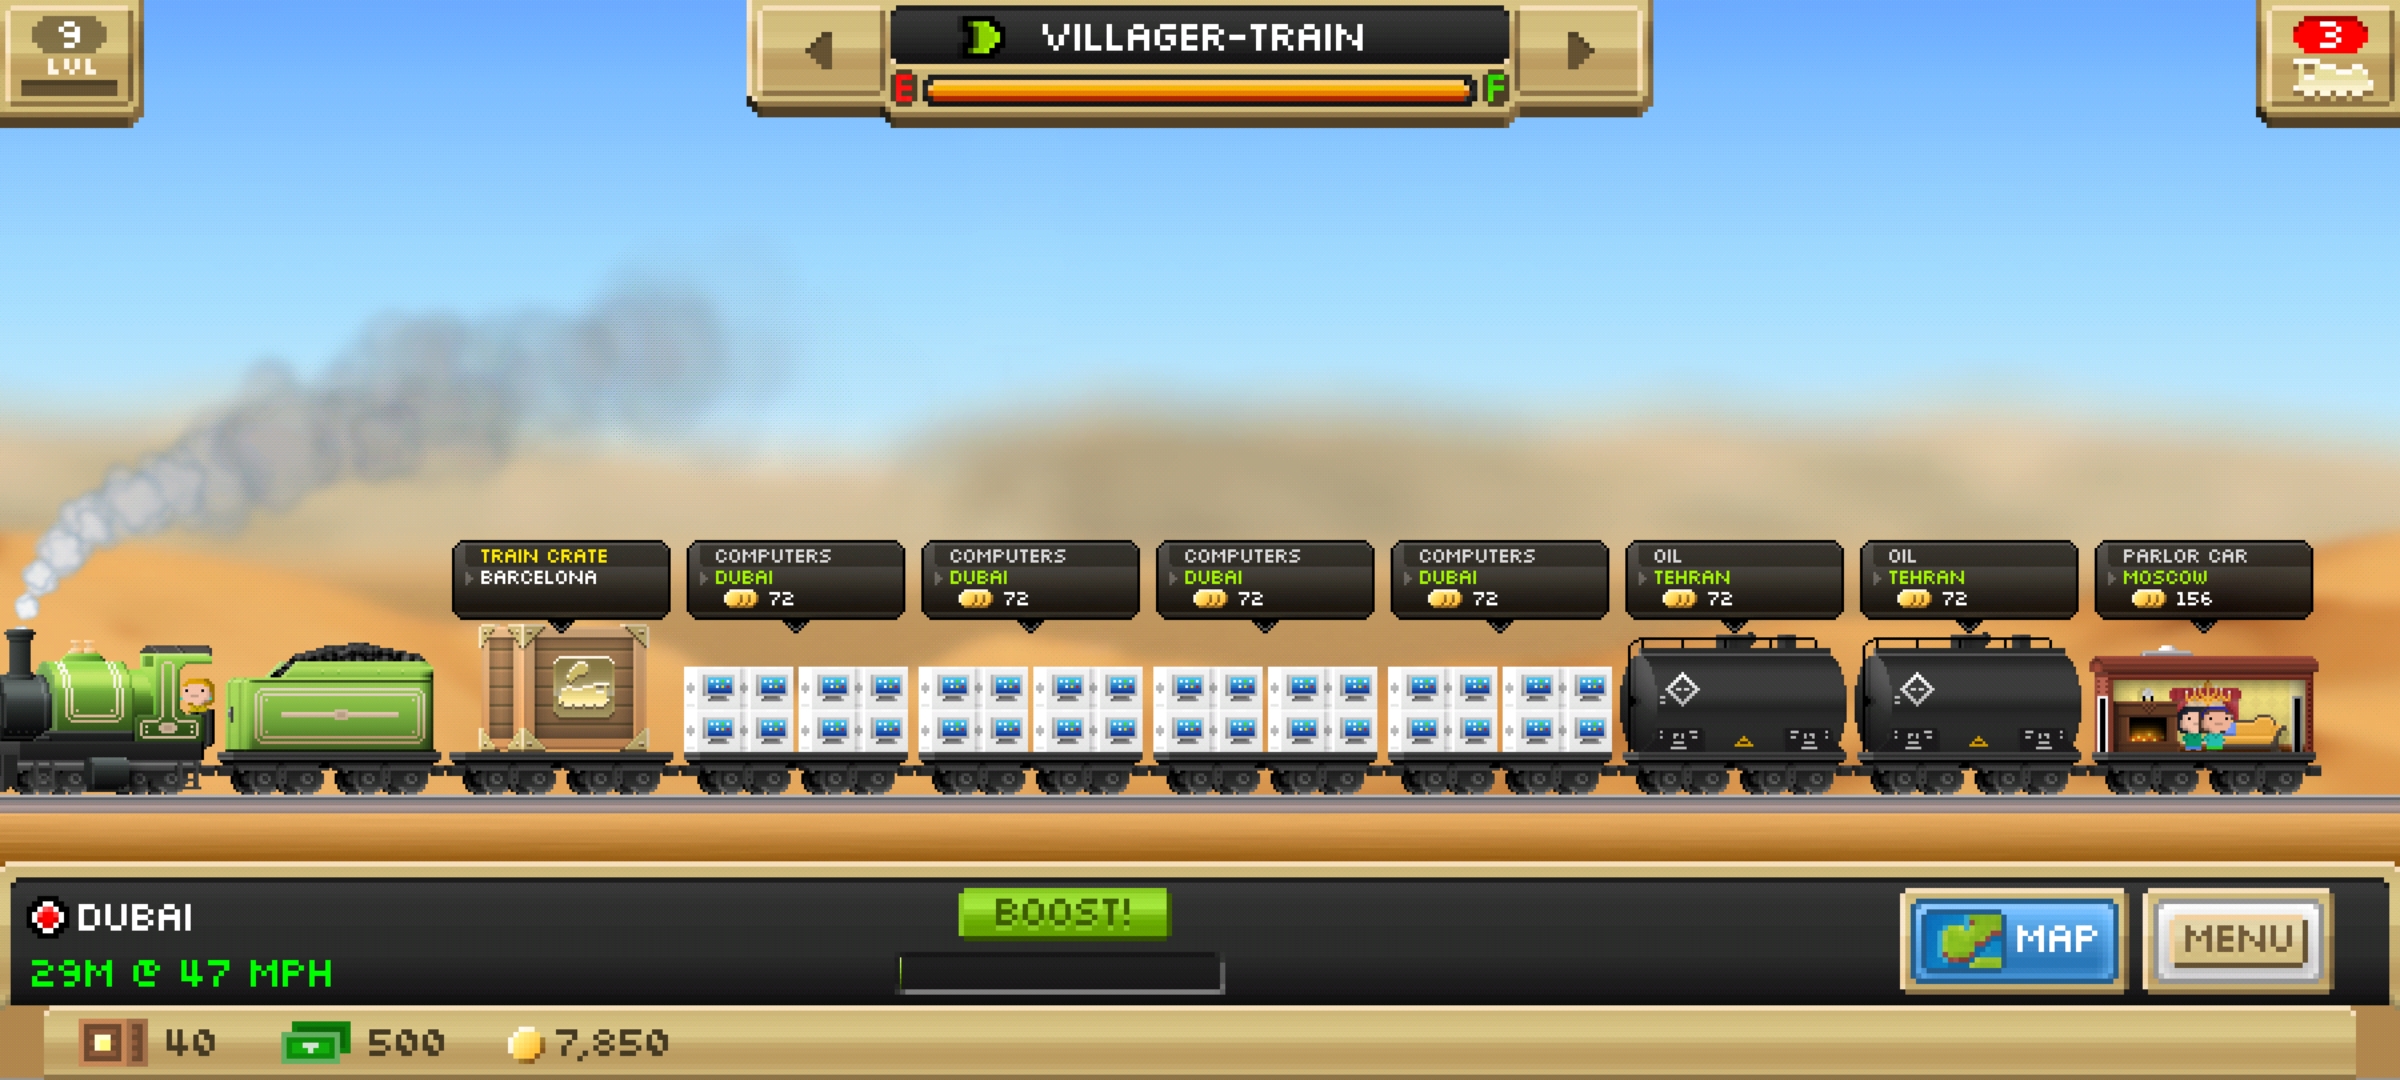 9
LVL
VILLAGER-TRAIN
E F
3
TRAIN CRATE
BARCELONA
COMPUTERS
DUBAI
72
COMPUTERS
DUBAI
72
COMPUTERS
DUBAI
72
COMPUTERS
DUBAI
72
OIL
TEHRAN
72
OIL
TEHRAN
72
PARLOR CAR
MOSCOW
156
DUBAI
29M @ 47 MPH
BOOST!
MAP
MENU
40
500
7,850